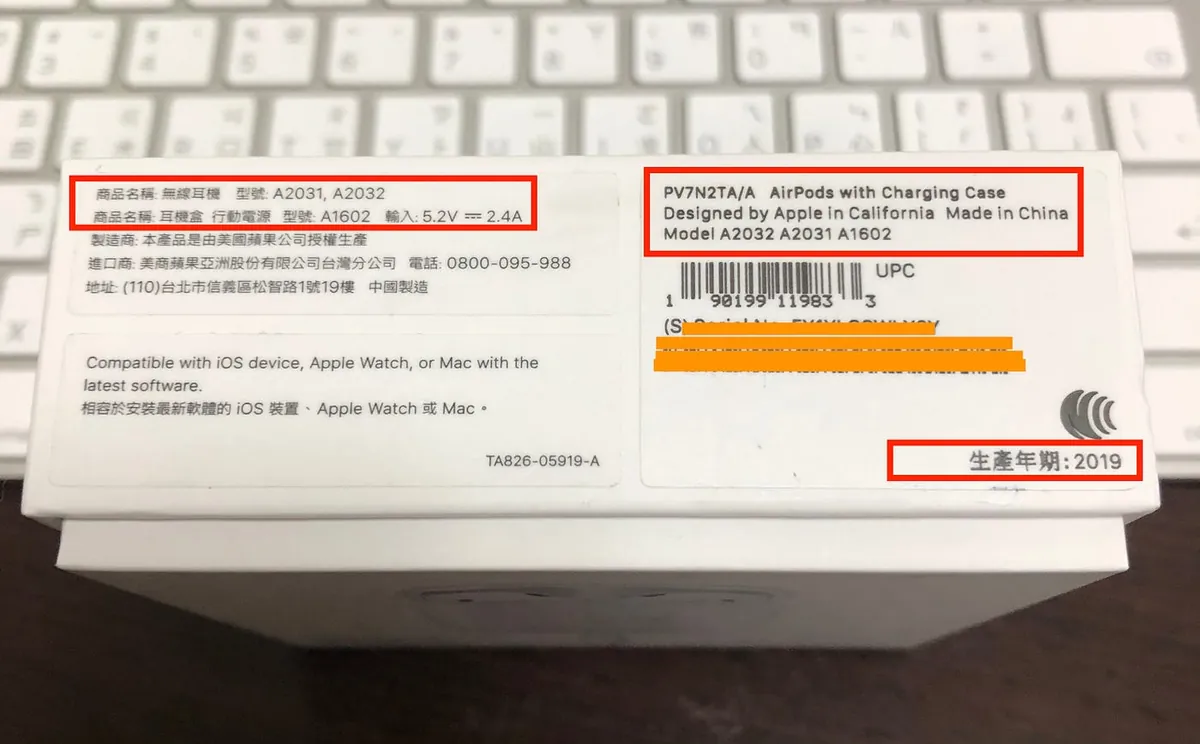 商品名稱: 無線耳機 型號: A2031, A2032
商品名稱: 耳機盒 行動電源 型號: A1602 輸入: 5.2V ⎓ 2.4A
製造商: 本產品是由美國蘋果公司授權生產
進口商: 美商蘋果亞洲股份有限公司台灣分公司 電話: 0800-095-988
地址: (110)台北市信義區松智路1號19樓 中國製造
Compatible with iOS device, Apple Watch, or Mac with the
latest software.
相容於安裝最新軟體的 iOS 裝置、Apple Watch 或 Mac。
TA826-05919-A
PV7N2TA/A AirPods with Charging Case
Designed by Apple in California Made in China
Model A2032 A2031 A1602
UPC
1 90199 11983 3
(S)
生產年期: 2019